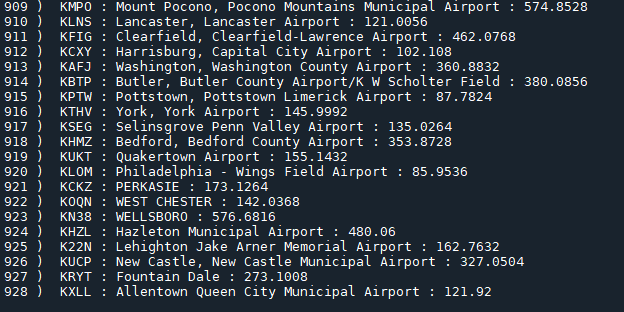 909 )  KMPO : Mount Pocono, Pocono Mountains Municipal Airport : 574.8528
910 )  KLNS : Lancaster, Lancaster Airport : 121.0056
911 )  KFIG : Clearfield, Clearfield-Lawrence Airport : 462.0768
912 )  KCXY : Harrisburg, Capital City Airport : 102.108
913 )  KAFJ : Washington, Washington County Airport : 360.8832
914 )  KBTP : Butler, Butler County Airport/K W Scholter Field : 380.0856
915 )  KPTW : Pottstown, Pottstown Limerick Airport : 87.7824
916 )  KTHV : York, York Airport : 145.9992
917 )  KSEG : Selinsgrove Penn Valley Airport : 135.0264
918 )  KHMZ : Bedford, Bedford County Airport : 353.8728
919 )  KUKT : Quakertown Airport : 155.1432
920 )  KLOM : Philadelphia - Wings Field Airport : 85.9536
921 )  KCKZ : PERKASIE : 173.1264
922 )  KOQN : WEST CHESTER : 142.0368
923 )  KN38 : WELLSBORO : 576.6816
924 )  KHZL : Hazleton Municipal Airport : 480.06
925 )  K22N : Lehighton Jake Arner Memorial Airport : 162.7632
926 )  KUCP : New Castle, New Castle Municipal Airport : 327.0504
927 )  KRYT : Fountain Dale : 273.1008
928 )  KXLL : Allentown Queen City Municipal Airport : 121.92